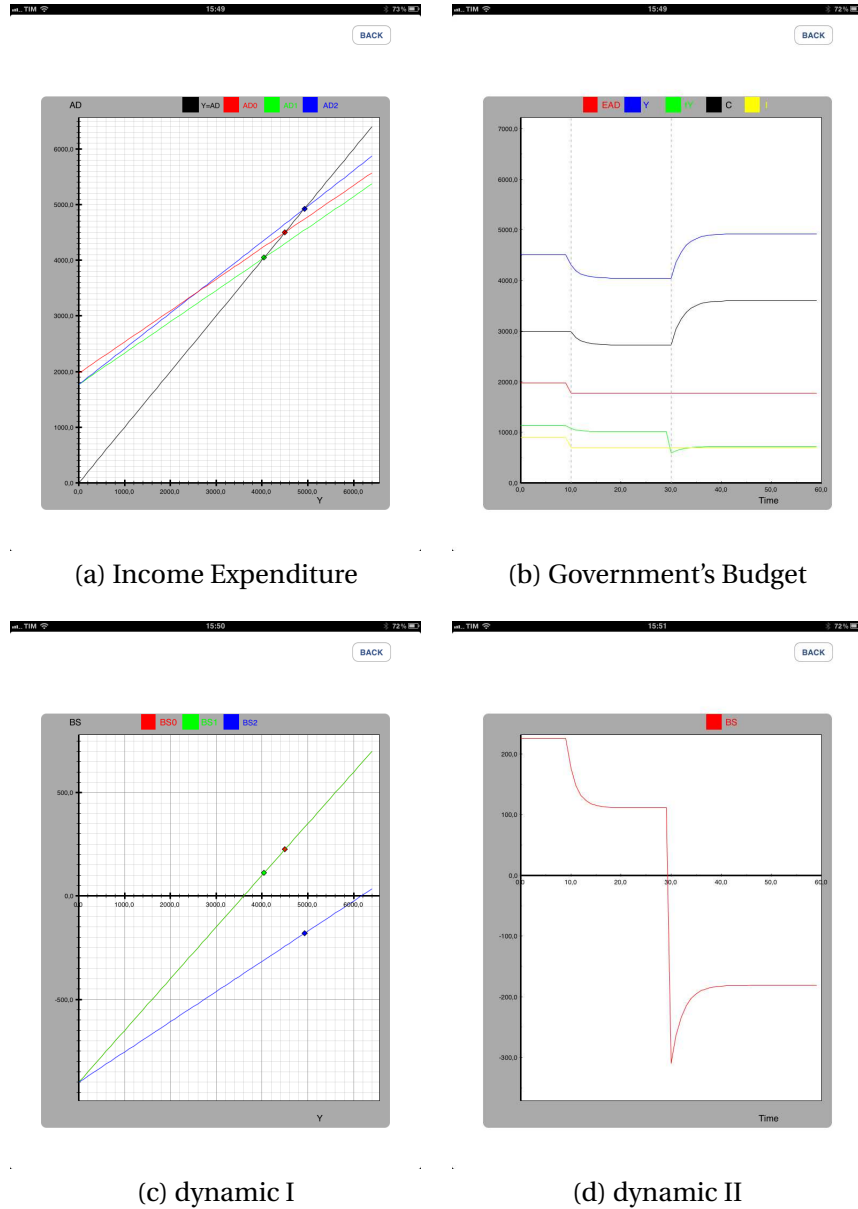 TIM 15:49 73%
BACK
AD Y=AD AD0 AD1 AD2
6000,0
5000,0
4000,0
3000,0
2000,0
1000,0
0,0
0,0 1000,0 2000,0 3000,0 4000,0 5000,0 6000,0
Y
(a) Income Expenditure
TIM 15:49 72%
BACK
EAD Y C I
7000,0
6000,0
5000,0
4000,0
3000,0
2000,0
1000,0
0,0
0,0 10,0 20,0 30,0 40,0 50,0 60,0
Time
(b) Government's Budget
TIM 15:50 72%
BACK
BS BS0 BS1 BS2
500,0
0,0
0,0 1000,0 2000,0 3000,0 4000,0 5000,0 6000,0
-500,0
Y
(c) dynamic I
TIM 15:51 72%
BACK
BS
200,0
100,0
0,0
0,0 10,0 20,0 30,0 40,0 50,0 60,0
-100,0
-200,0
-300,0
Time
(d) dynamic II